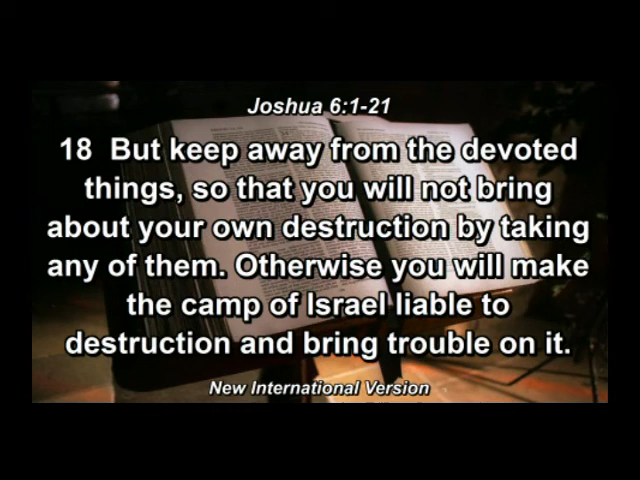 Joshua 6:1-21
18 But keep away from the devoted
things, so that you will not bring
about your own destruction by taking
any of them. Otherwise you will make
the camp of Israel liable to
destruction and bring trouble on it.
New International Version